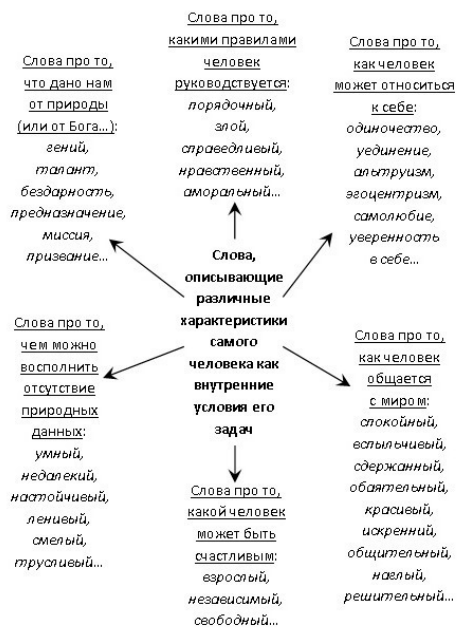 Слова про то,
что дано нам
от природы
(или от Бога…):
гений,
талант,
бездарность,
предназначение,
миссия,
призвание…
Слова про то,
какими правилами
человек
руководствуется:
порядочный,
злой,
справедливый,
нравственный,
аморальный…
Слова про то,
как человек
может относиться
к себе:
одиночество,
уединение,
альтруизм,
эгоцентризм,
самолюбие,
уверенность
в себе…
Слова,
описывающие
различные
характеристики
самого
человека как
внутренние
условия его
задач
Слова про то,
чем можно
восполнить
отсутствие
природных
данных:
умный,
недалекий,
настойчивый,
ленивый,
смелый,
трусливый…
Слова про то,
какой человек
может быть
счастливым:
взрослый,
независимый,
свободный…
Слова про то,
как человек
общается
с миром:
спокойный,
вспыльчивый,
сдержанный,
обаятельный,
красивый,
искренний,
общительный,
наглый,
решительный…